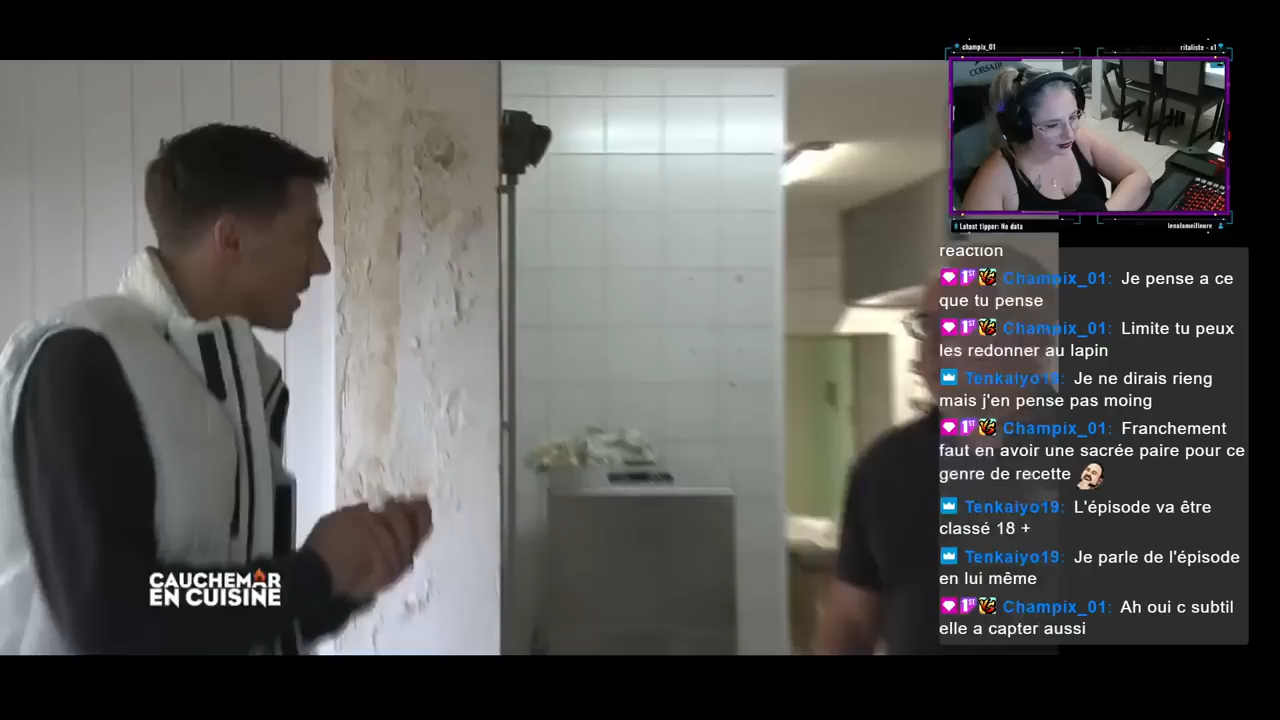 champix_01
ritaliste - x1
CORSAIR
Latest tipper: No data
lenalameilleure
reaction
Champix_01: Je pense a ce
que tu pense
Champix_01: Limite tu peux
les redonner au lapin
Tenkaiyo19: Je ne dirais rieng
mais j'en pense pas moing
Champix_01: Franchement
faut en avoir une sacrée paire pour ce
genre de recette
Tenkaiyo19: L'épisode va être
classé 18 +
Tenkaiyo19: Je parle de l'épisode
en lui même
Champix_01: Ah oui c subtil
elle a capter aussi
CAUCHEMAR
EN CUISINE